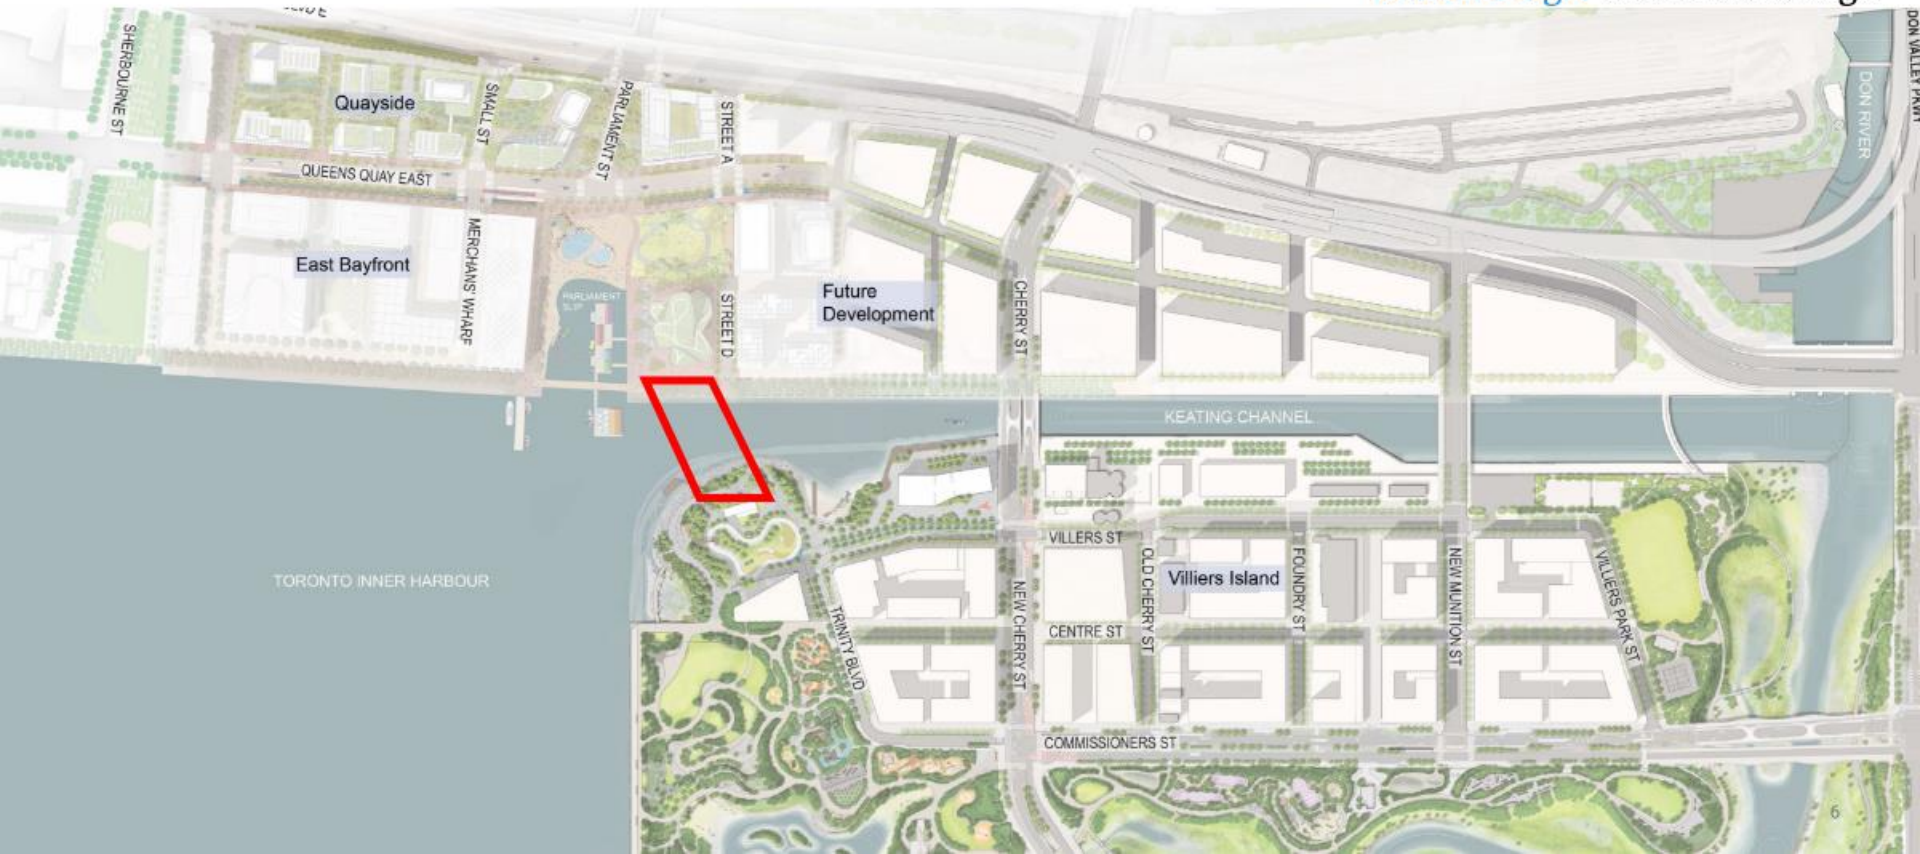 SHERBOURNE ST
Quayside
SMALL ST
PARLIAMENT ST
STREET A
DON RIVER
DON VALLEY PKWY
QUEENS QUAY EAST
East Bayfront
MERCHANS' WHARF
PARLIAMENT
SLIP
STREET D
Future
Development
CHERRY ST
KEATING CHANNEL
TORONTO INNER HARBOUR
VILLERS ST
OLD CHERRY ST
Villiers Island
FOUNDRY ST
NEW MUNITION ST
VILLIERS PARK ST
TRINITY BLVD
NEW CHERRY ST
CENTRE ST
COMMISSIONERS ST
6